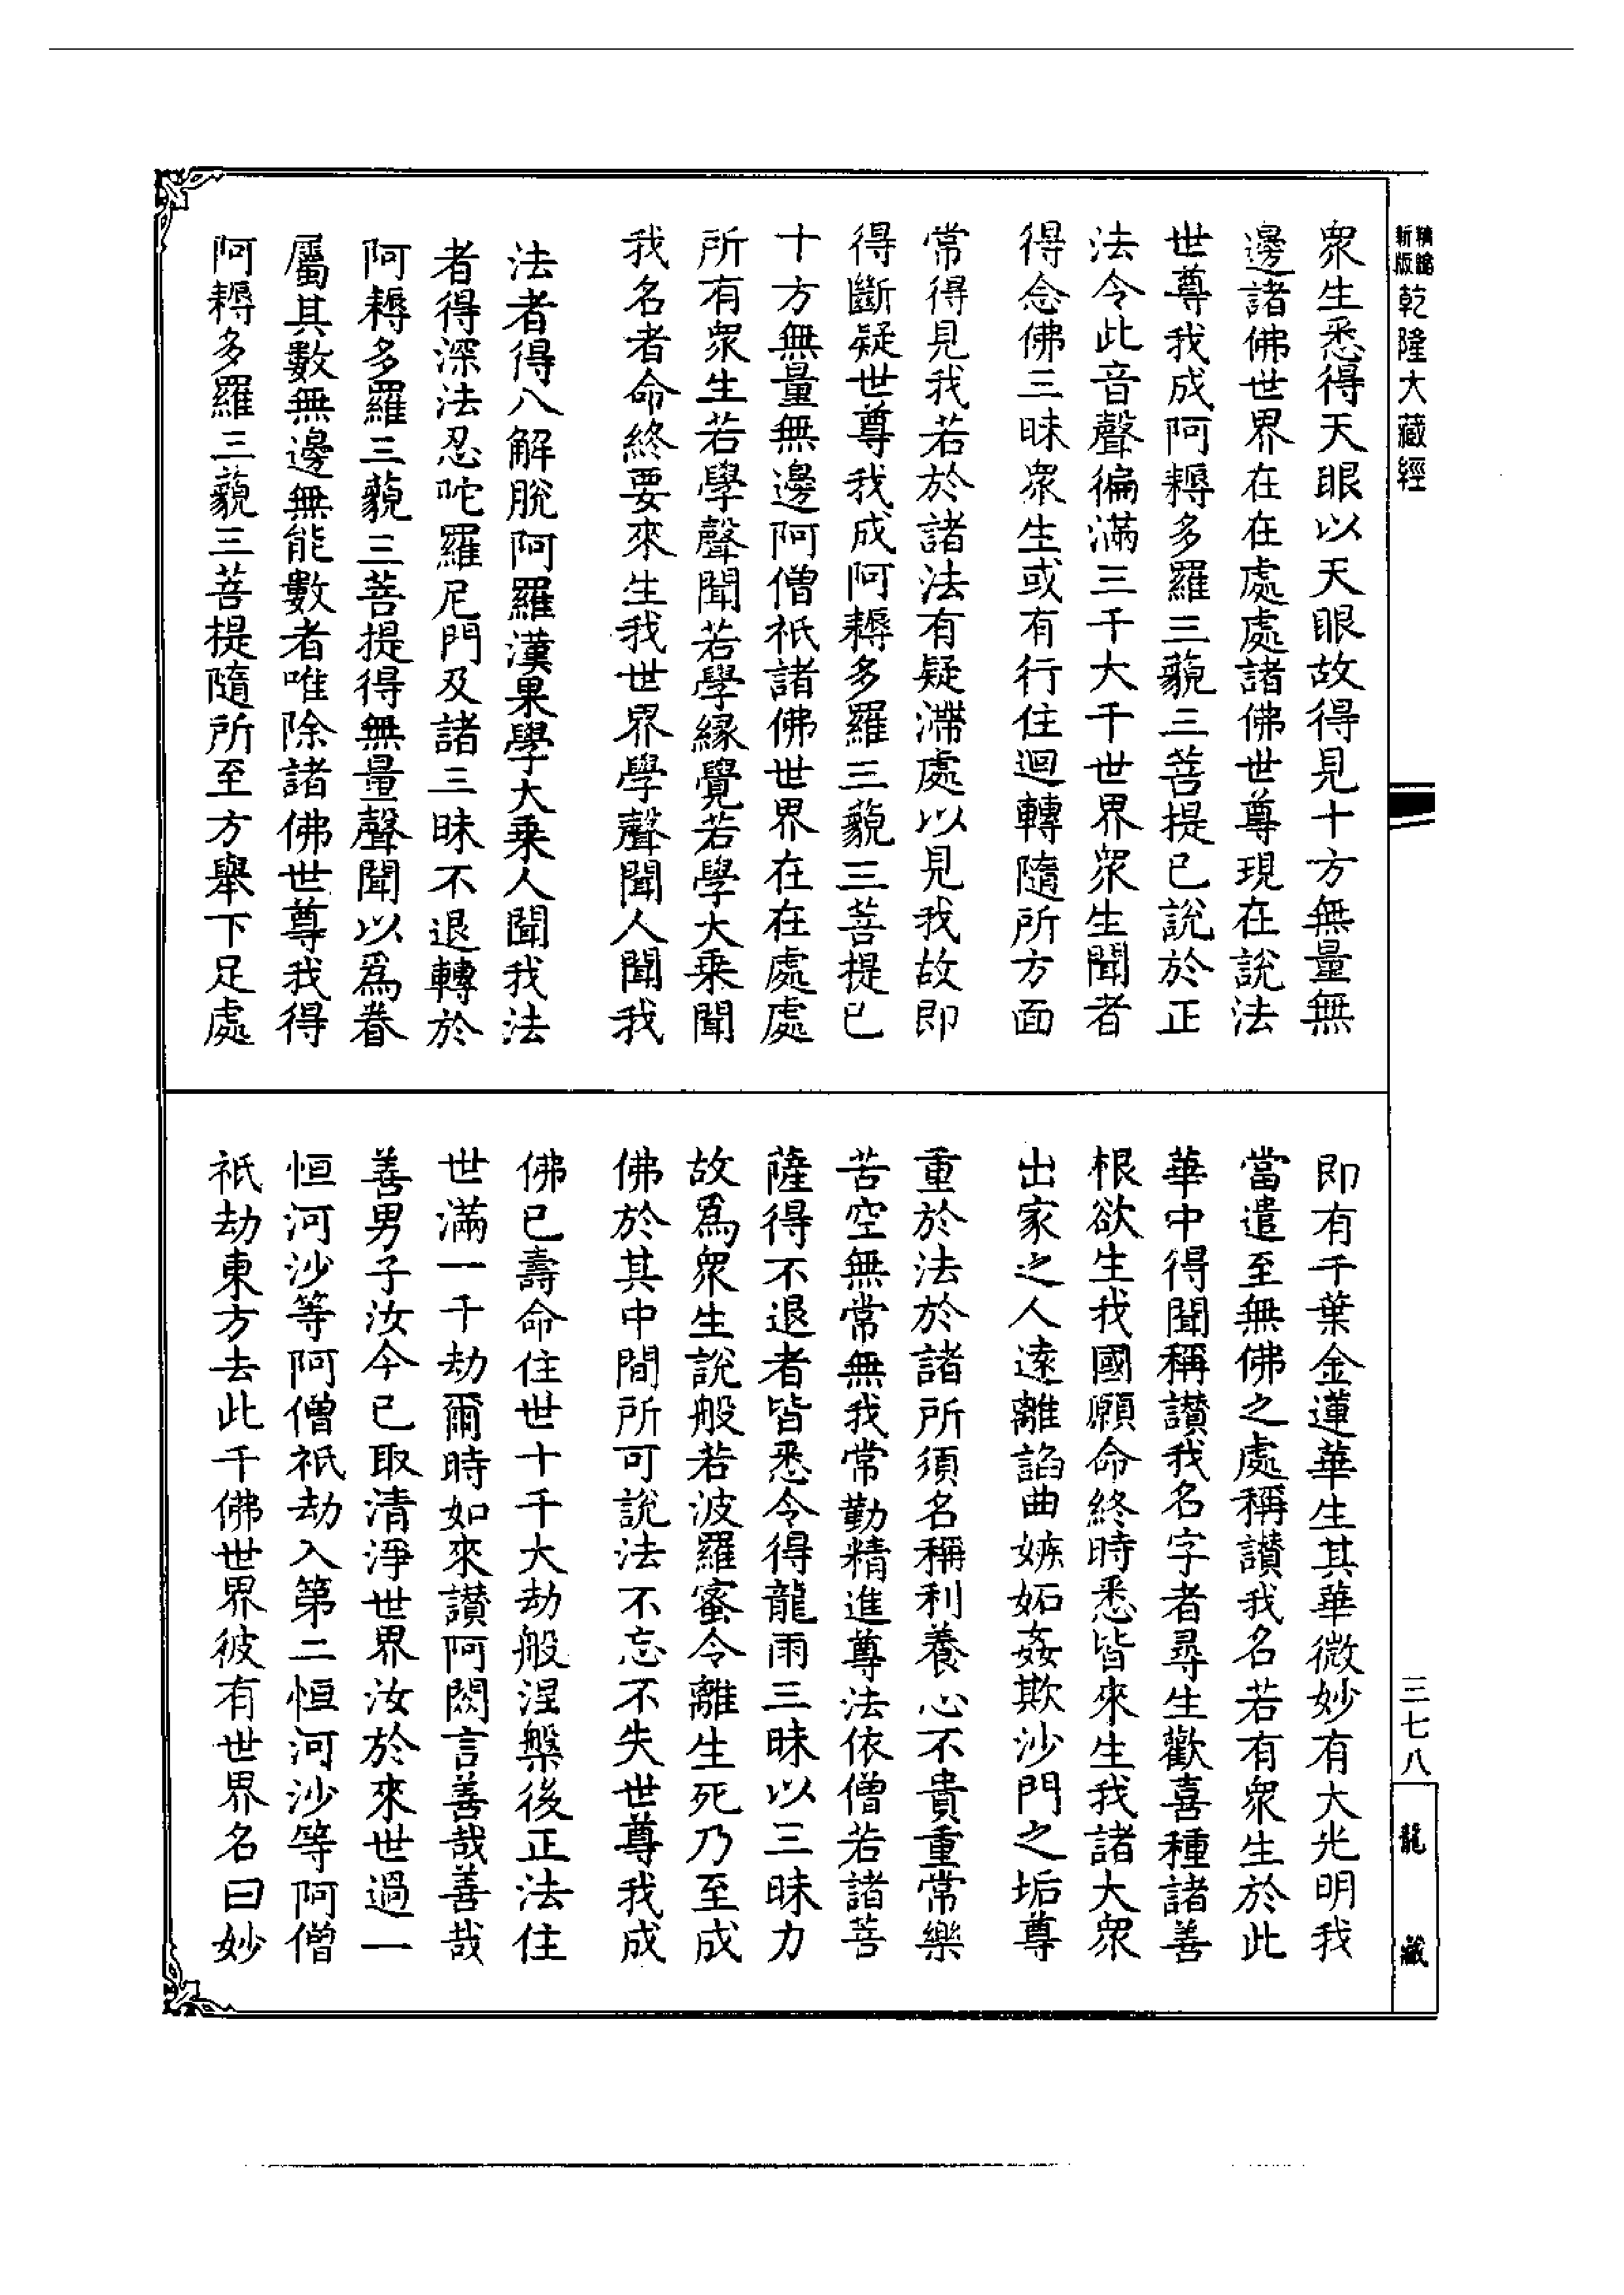 精縮新版乾隆大藏經
眾生悉得天眼以天眼故得見十方無量無
邊諸佛世界在在處處諸佛世尊現在說法
世尊我成阿耨多羅三藐三菩提已說於正
法令此音聲徧滿三千大千世界眾生聞者
得念佛三昧眾生或有行住迴轉隨所方面
常得見我若於諸法有疑滯處以見我故即
得斷疑世尊我成阿耨多羅三藐三菩提已
十方無量無邊阿僧祇諸佛世界在在處處
所有眾生若學聲聞若學緣覺若學大乘聞
我名者命終要來生我世界學聲聞人聞我
法者得八解脫阿羅漢果學大乘人聞我法
者得深法忍陀羅尼門及諸三昧不退轉於
阿耨多羅三藐三菩提得無量聲聞以為眷
屬其數無邊無能數者唯除諸佛世尊我得
阿耨多羅三藐三菩提隨所至方舉下足處
即有千葉金蓮華生其華微妙有大光明我
當遣至無佛之處稱讚我名若有眾生於此
華中得聞稱讚我名字者尋生歡喜種諸善
根欲生我國願命終時悉皆來生我諸大眾
出家之人遠離諂曲嫉妬姦欺沙門之垢尊
重於法於諸所須名稱利養心不貴重常樂
苦空無常無我常勤精進尊法依僧若諸菩
薩得不退者皆悉令得龍雨三昧以三昧力
故為眾生說般若波羅蜜令離生死乃至成
佛於其中間所可說法不忘不失世尊我成
佛已壽命住世十千大劫般涅槃後正法住
世滿一千劫爾時如來讚阿閦言善哉善哉
善男子汝今已取清淨世界汝於來世過一
恒河沙等阿僧祇劫入第二恒河沙等阿僧
祇劫東方去此千佛世界彼有世界名曰妙
三七八
龍藏